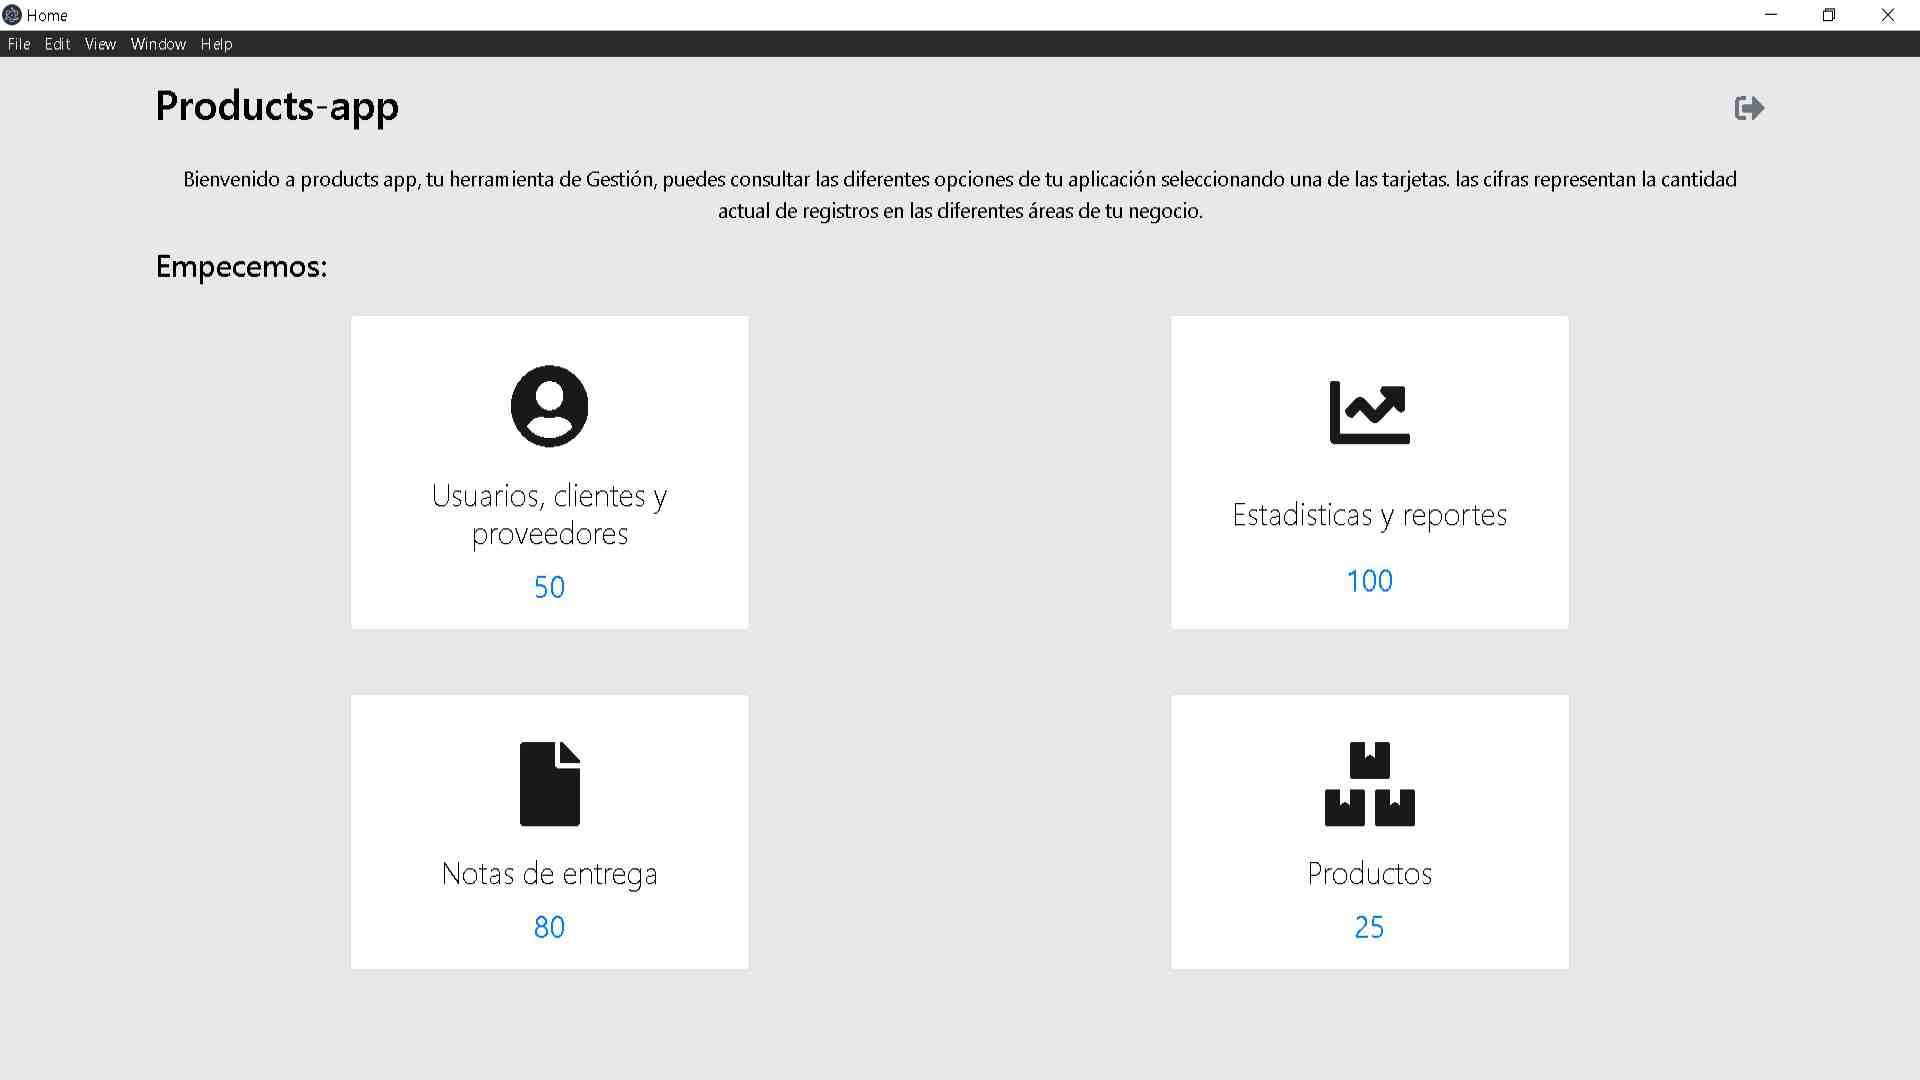 Home
File Edit View Window Help
Products-app
Bienvenido a products app, tu herramienta de Gestión, puedes consultar las diferentes opciones de tu aplicación seleccionando una de las tarjetas. las cifras representan la cantidad
actual de registros en las diferentes áreas de tu negocio.
Empecemos:
Usuarios, clientes y
proveedores
50
Estadisticas y reportes
100
Notas de entrega
80
Productos
25